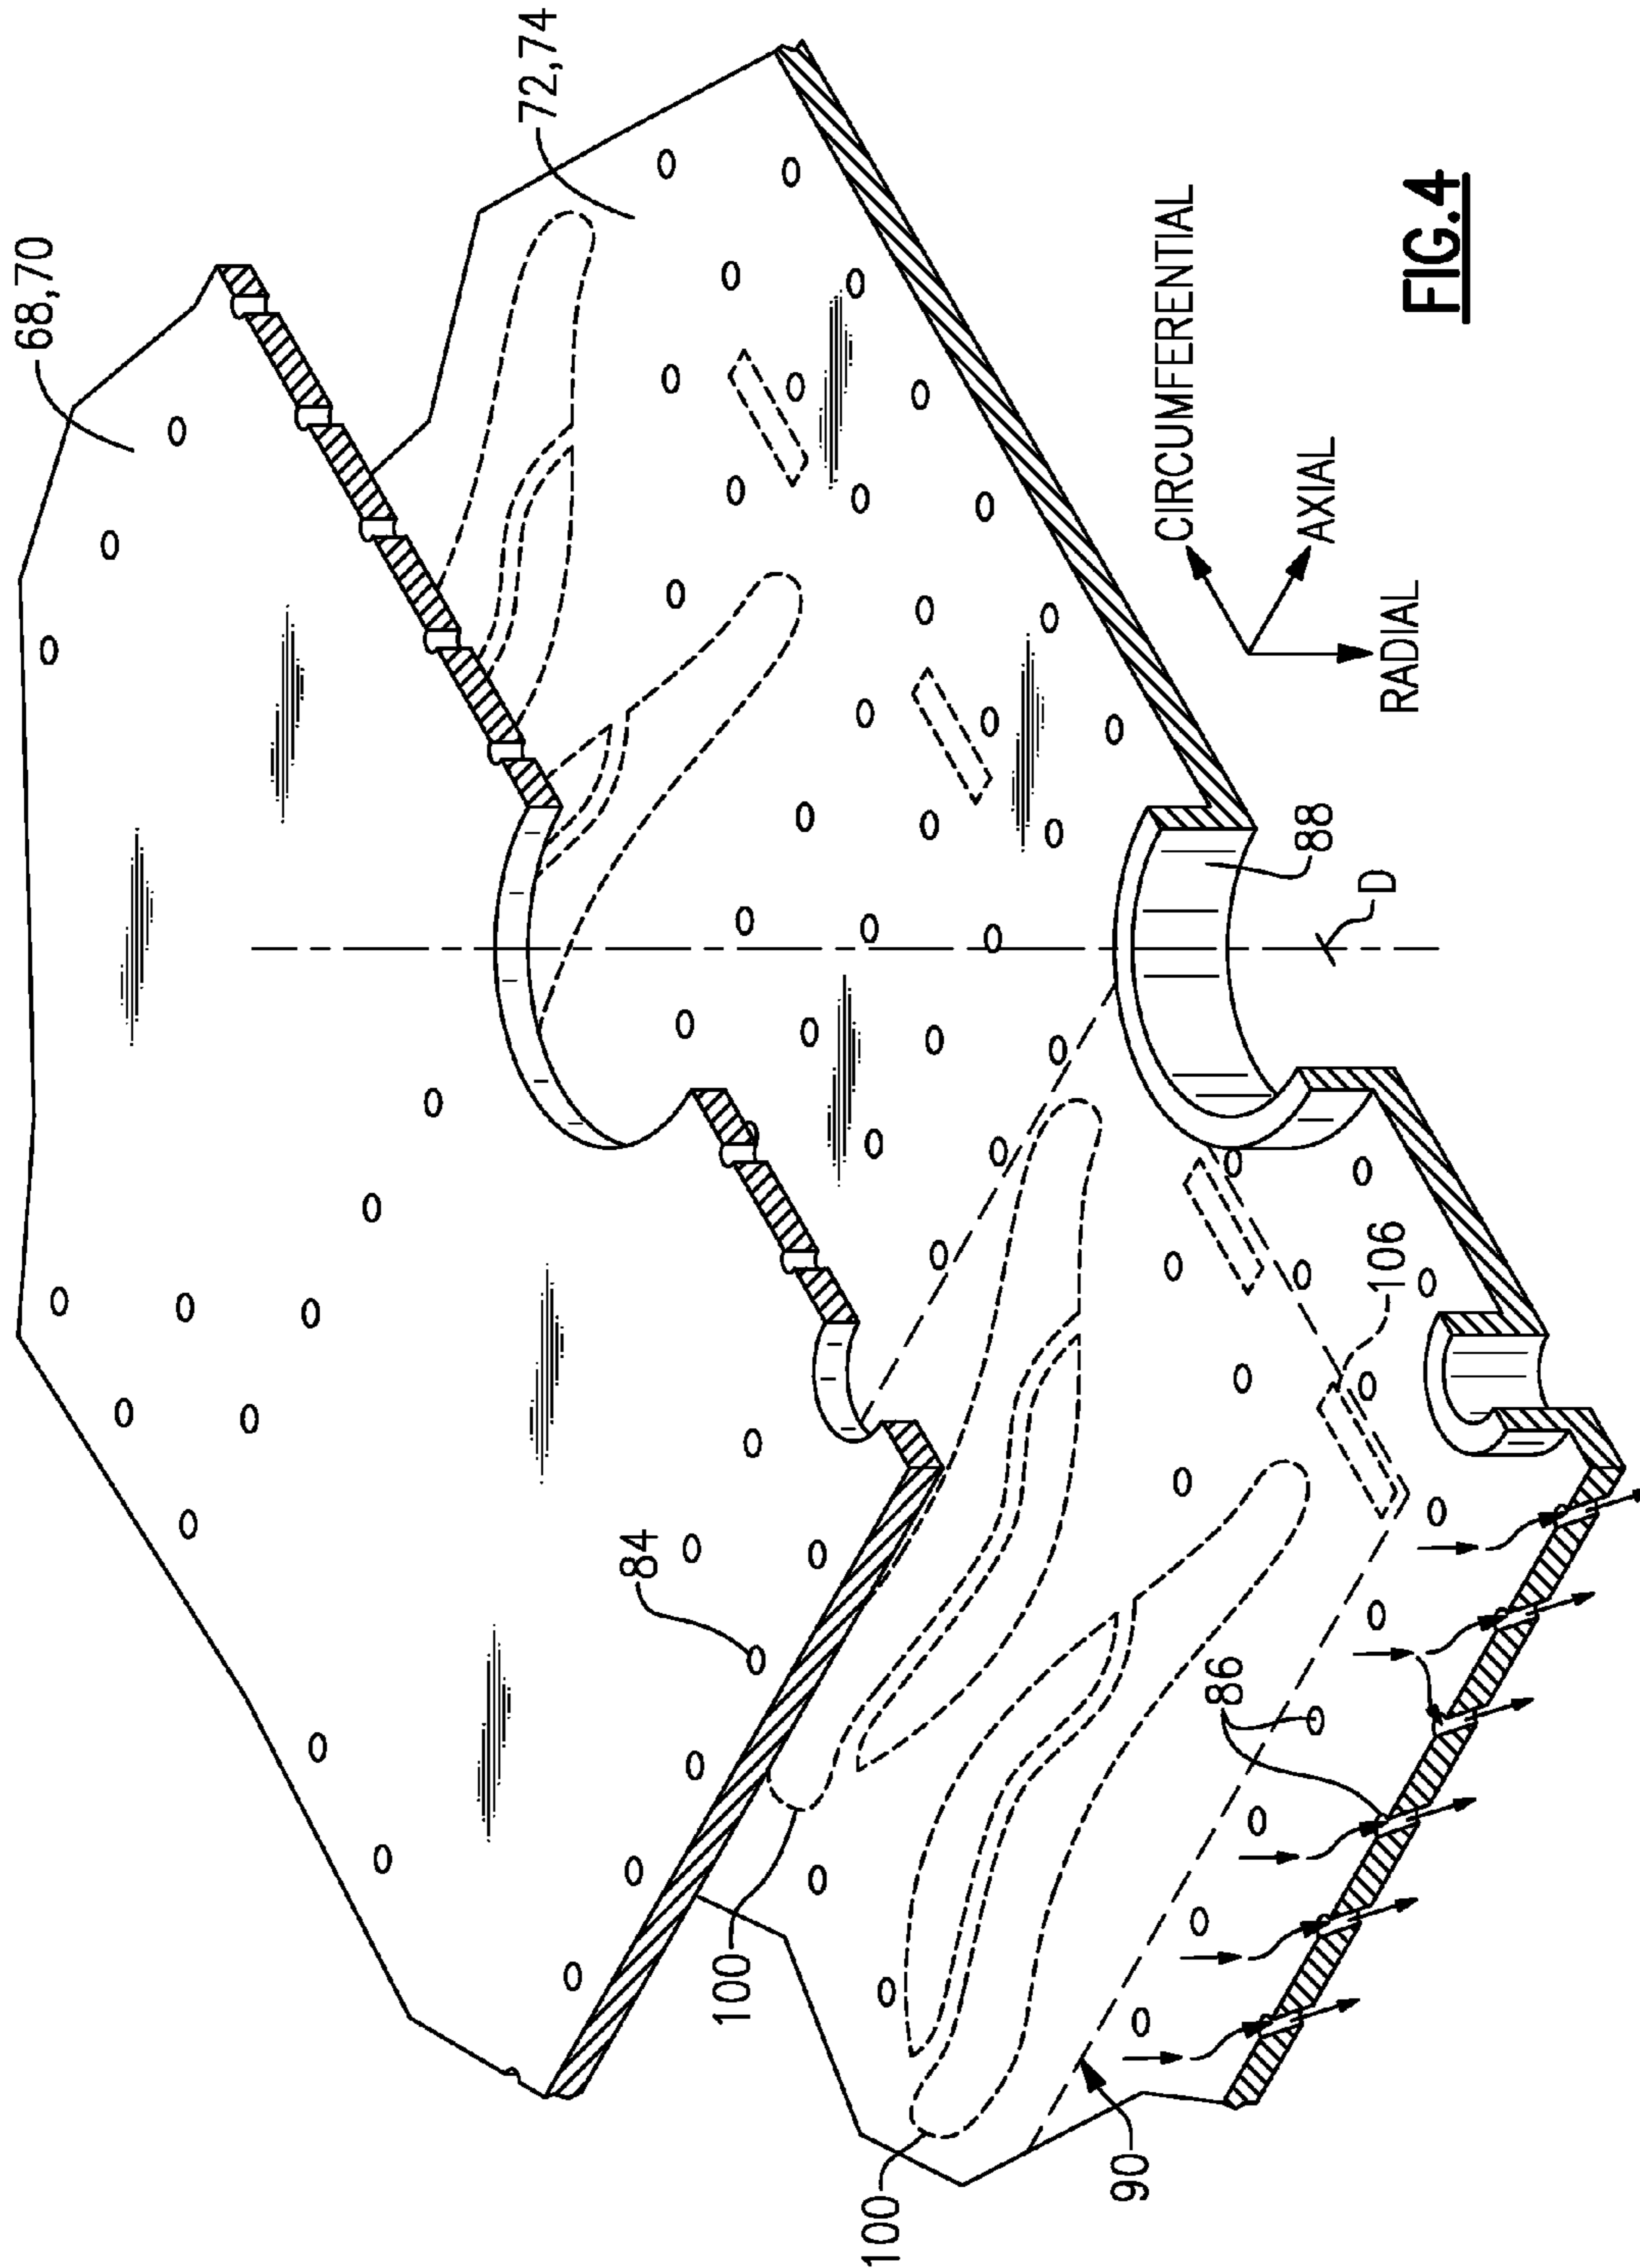 68,70
72,74
84
100
100
90
86
106
88
D
CIRCUMFERENTIAL
AXIAL
RADIAL
FIG.4